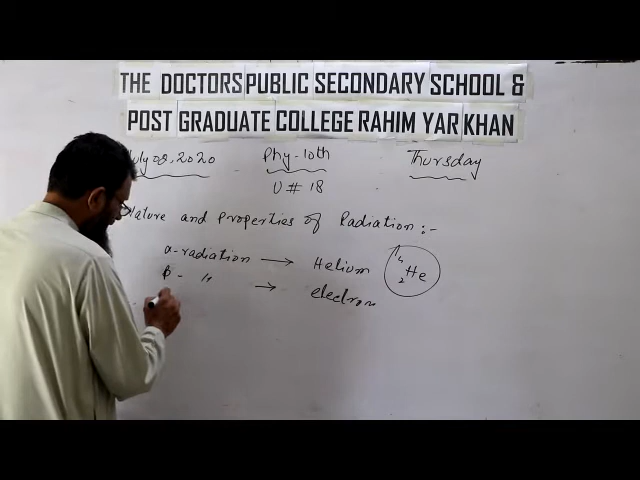 THE DOCTORS PUBLIC SECONDARY SCHOOL &
POST GRADUATE COLLEGE RAHIM YAR KHAN
July 09, 2020 Phy-10th Thursday
U # 18
Nature and Properties of Radiation :-
α-radiation → Helium ⁴₂He
β- " → electron